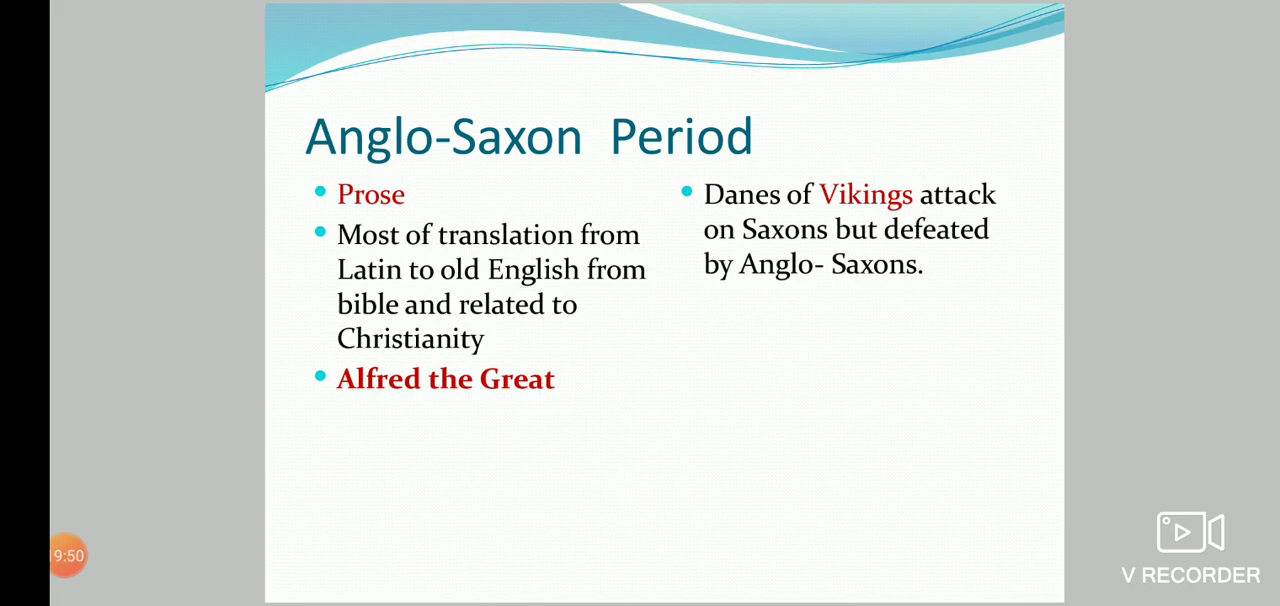 Anglo-Saxon Period
Prose
Most of translation from
Latin to old English from
bible and related to
Christianity
Alfred the Great
Danes of Vikings attack
on Saxons but defeated
by Anglo- Saxons.
19:50
V RECORDER